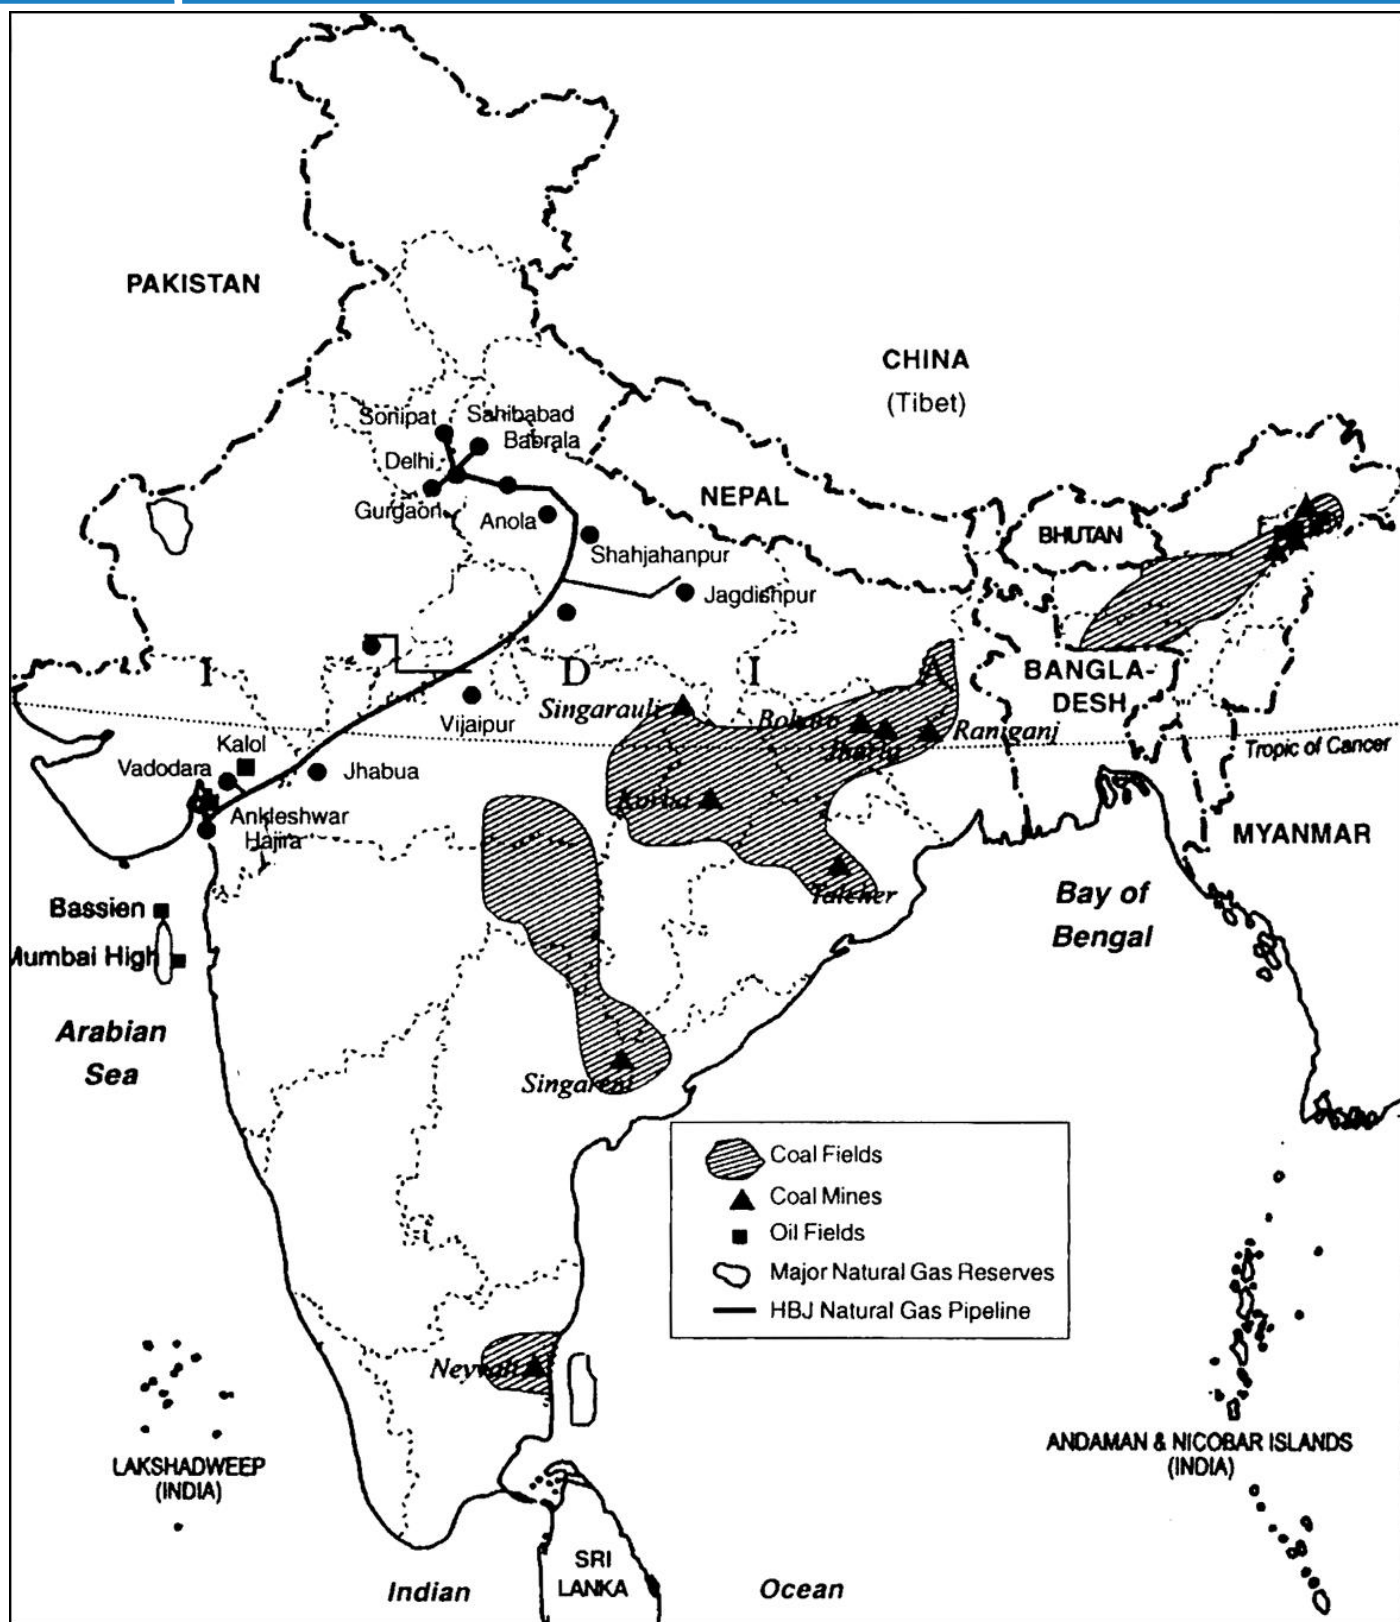 PAKISTAN
CHINA
(Tibet)
Sonipat
Sahibabad
Babrala
Delhi
Gurgaon
Anola
NEPAL
BHUTAN
Shahjahanpur
Jagdishpur
I
D
I
A
BANGLA-
DESH
Singarauli
Bokaro
Jharia
Raniganj
Vijaipur
Tropic of Cancer
Kalol
Vadodara
Jhabua
Korba
Ankleshwar
Hajira
MYANMAR
Talcher
Bassien
Mumbai High
Bay of
Bengal
Arabian
Sea
Singareni
Coal Fields
Coal Mines
Oil Fields
Major Natural Gas Reserves
HBJ Natural Gas Pipeline
Neyveli
LAKSHADWEEP
(INDIA)
ANDAMAN & NICOBAR ISLANDS
(INDIA)
SRI
LANKA
Indian
Ocean